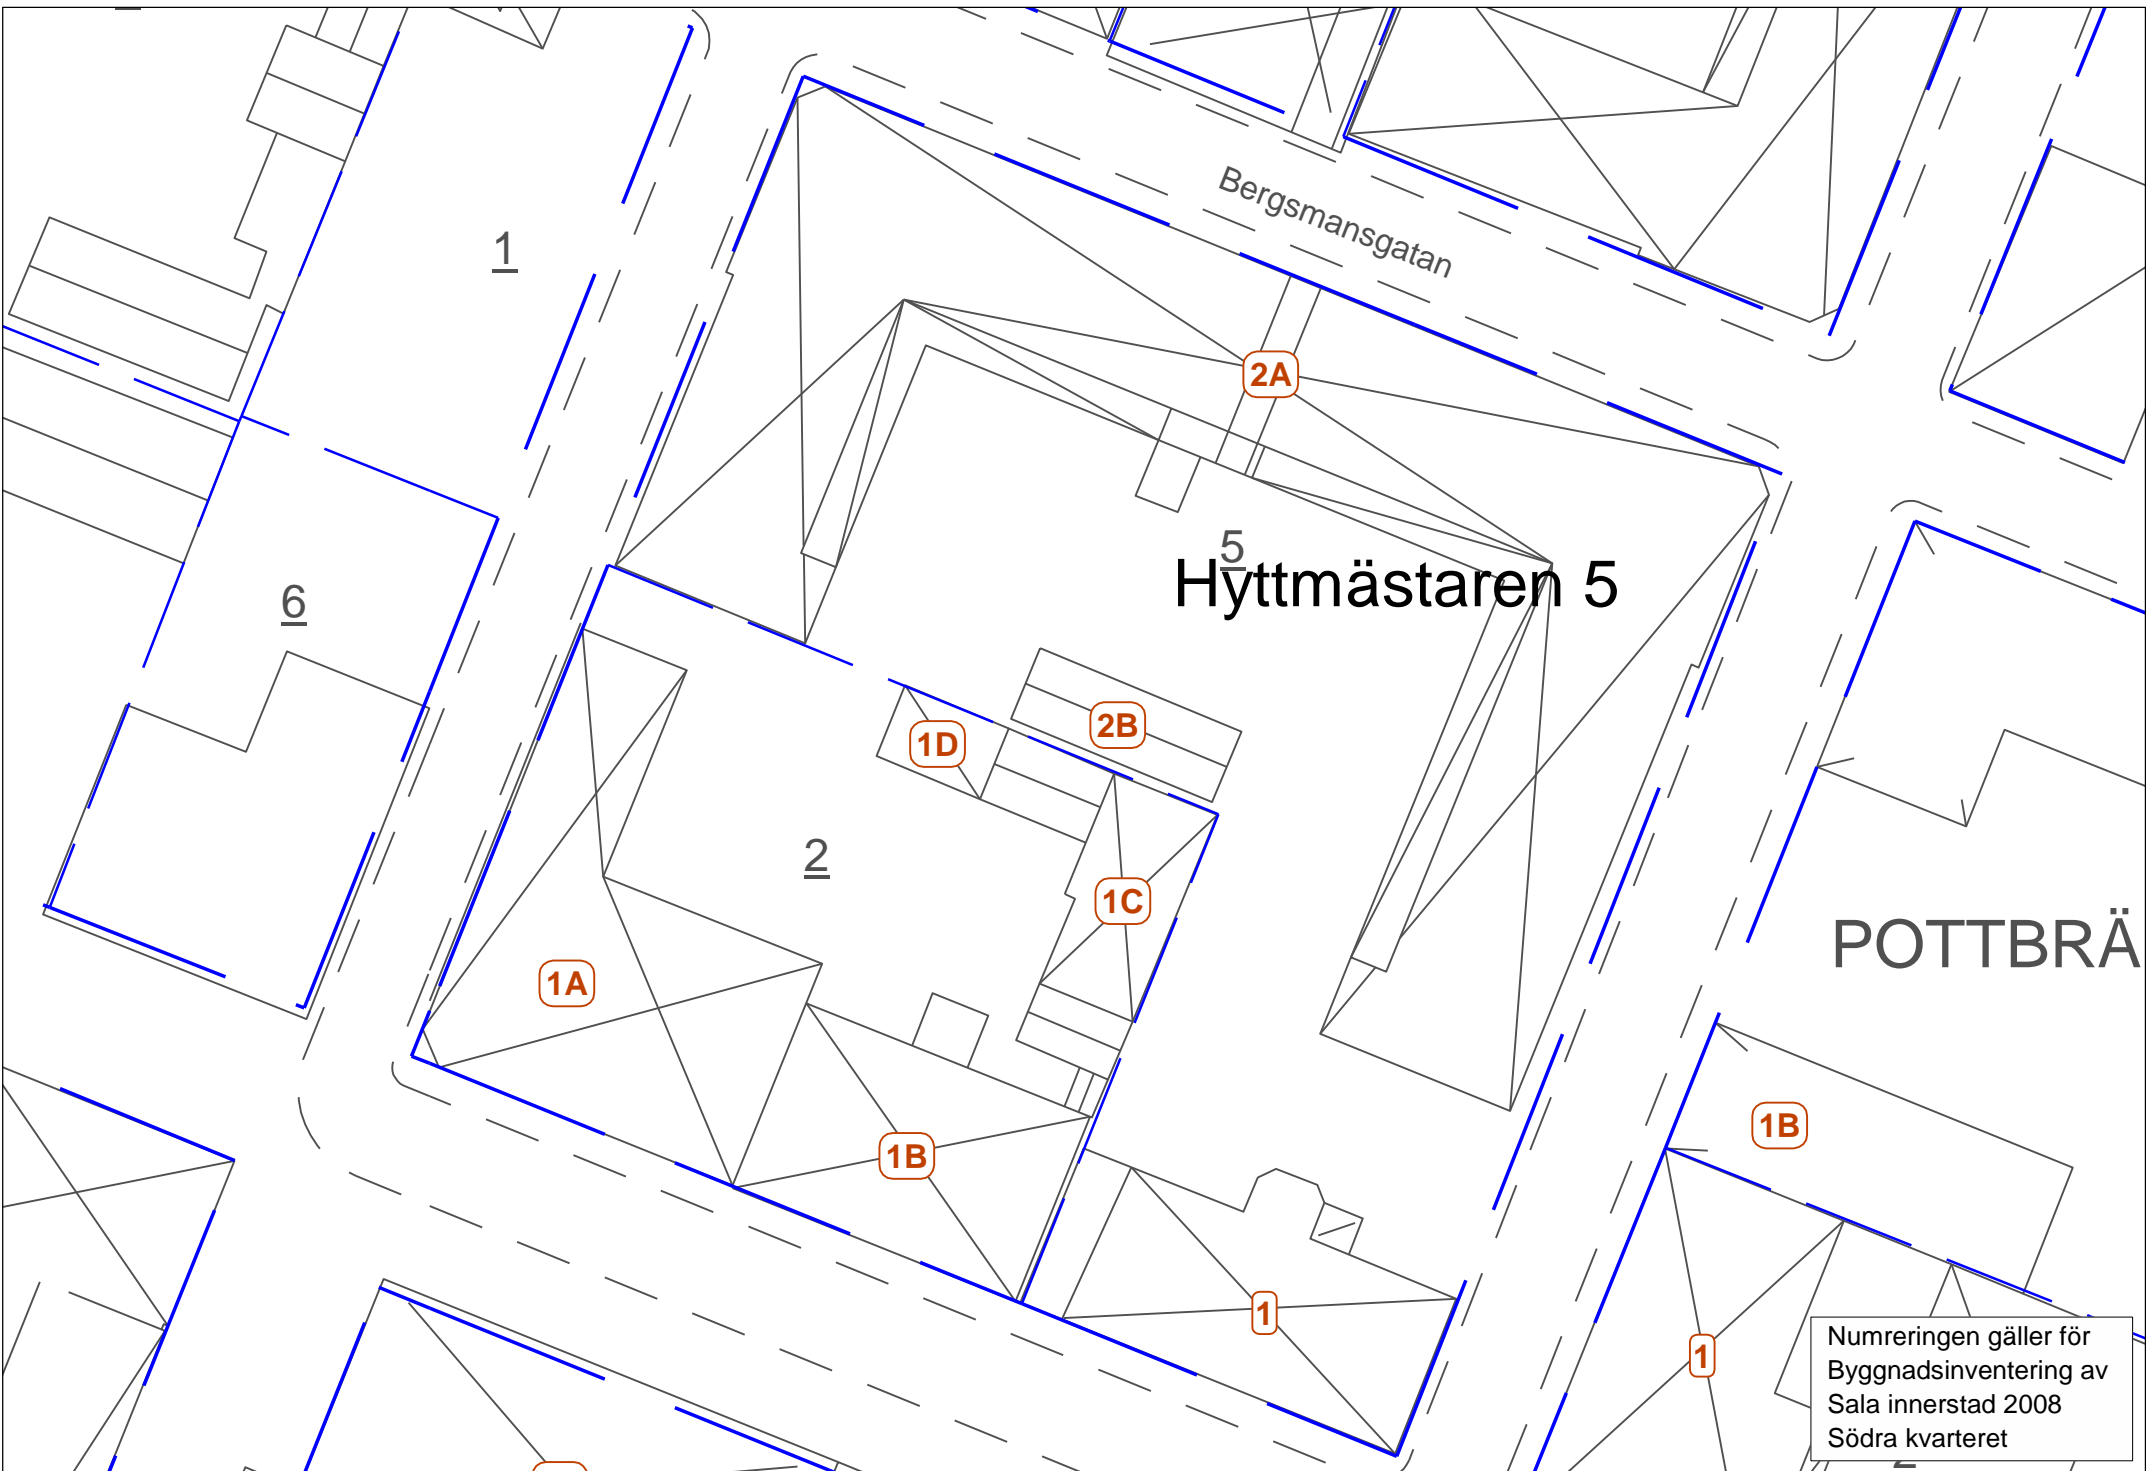 1
Bergsmansgatan
2A
5
Hyttmästaren 5
6
2B
1D
2
1C
POTTBRÄ
1A
1B
1B
1
1
Numreringen gäller för
Byggnadsinventering av
Sala innerstad 2008
Södra kvarteret